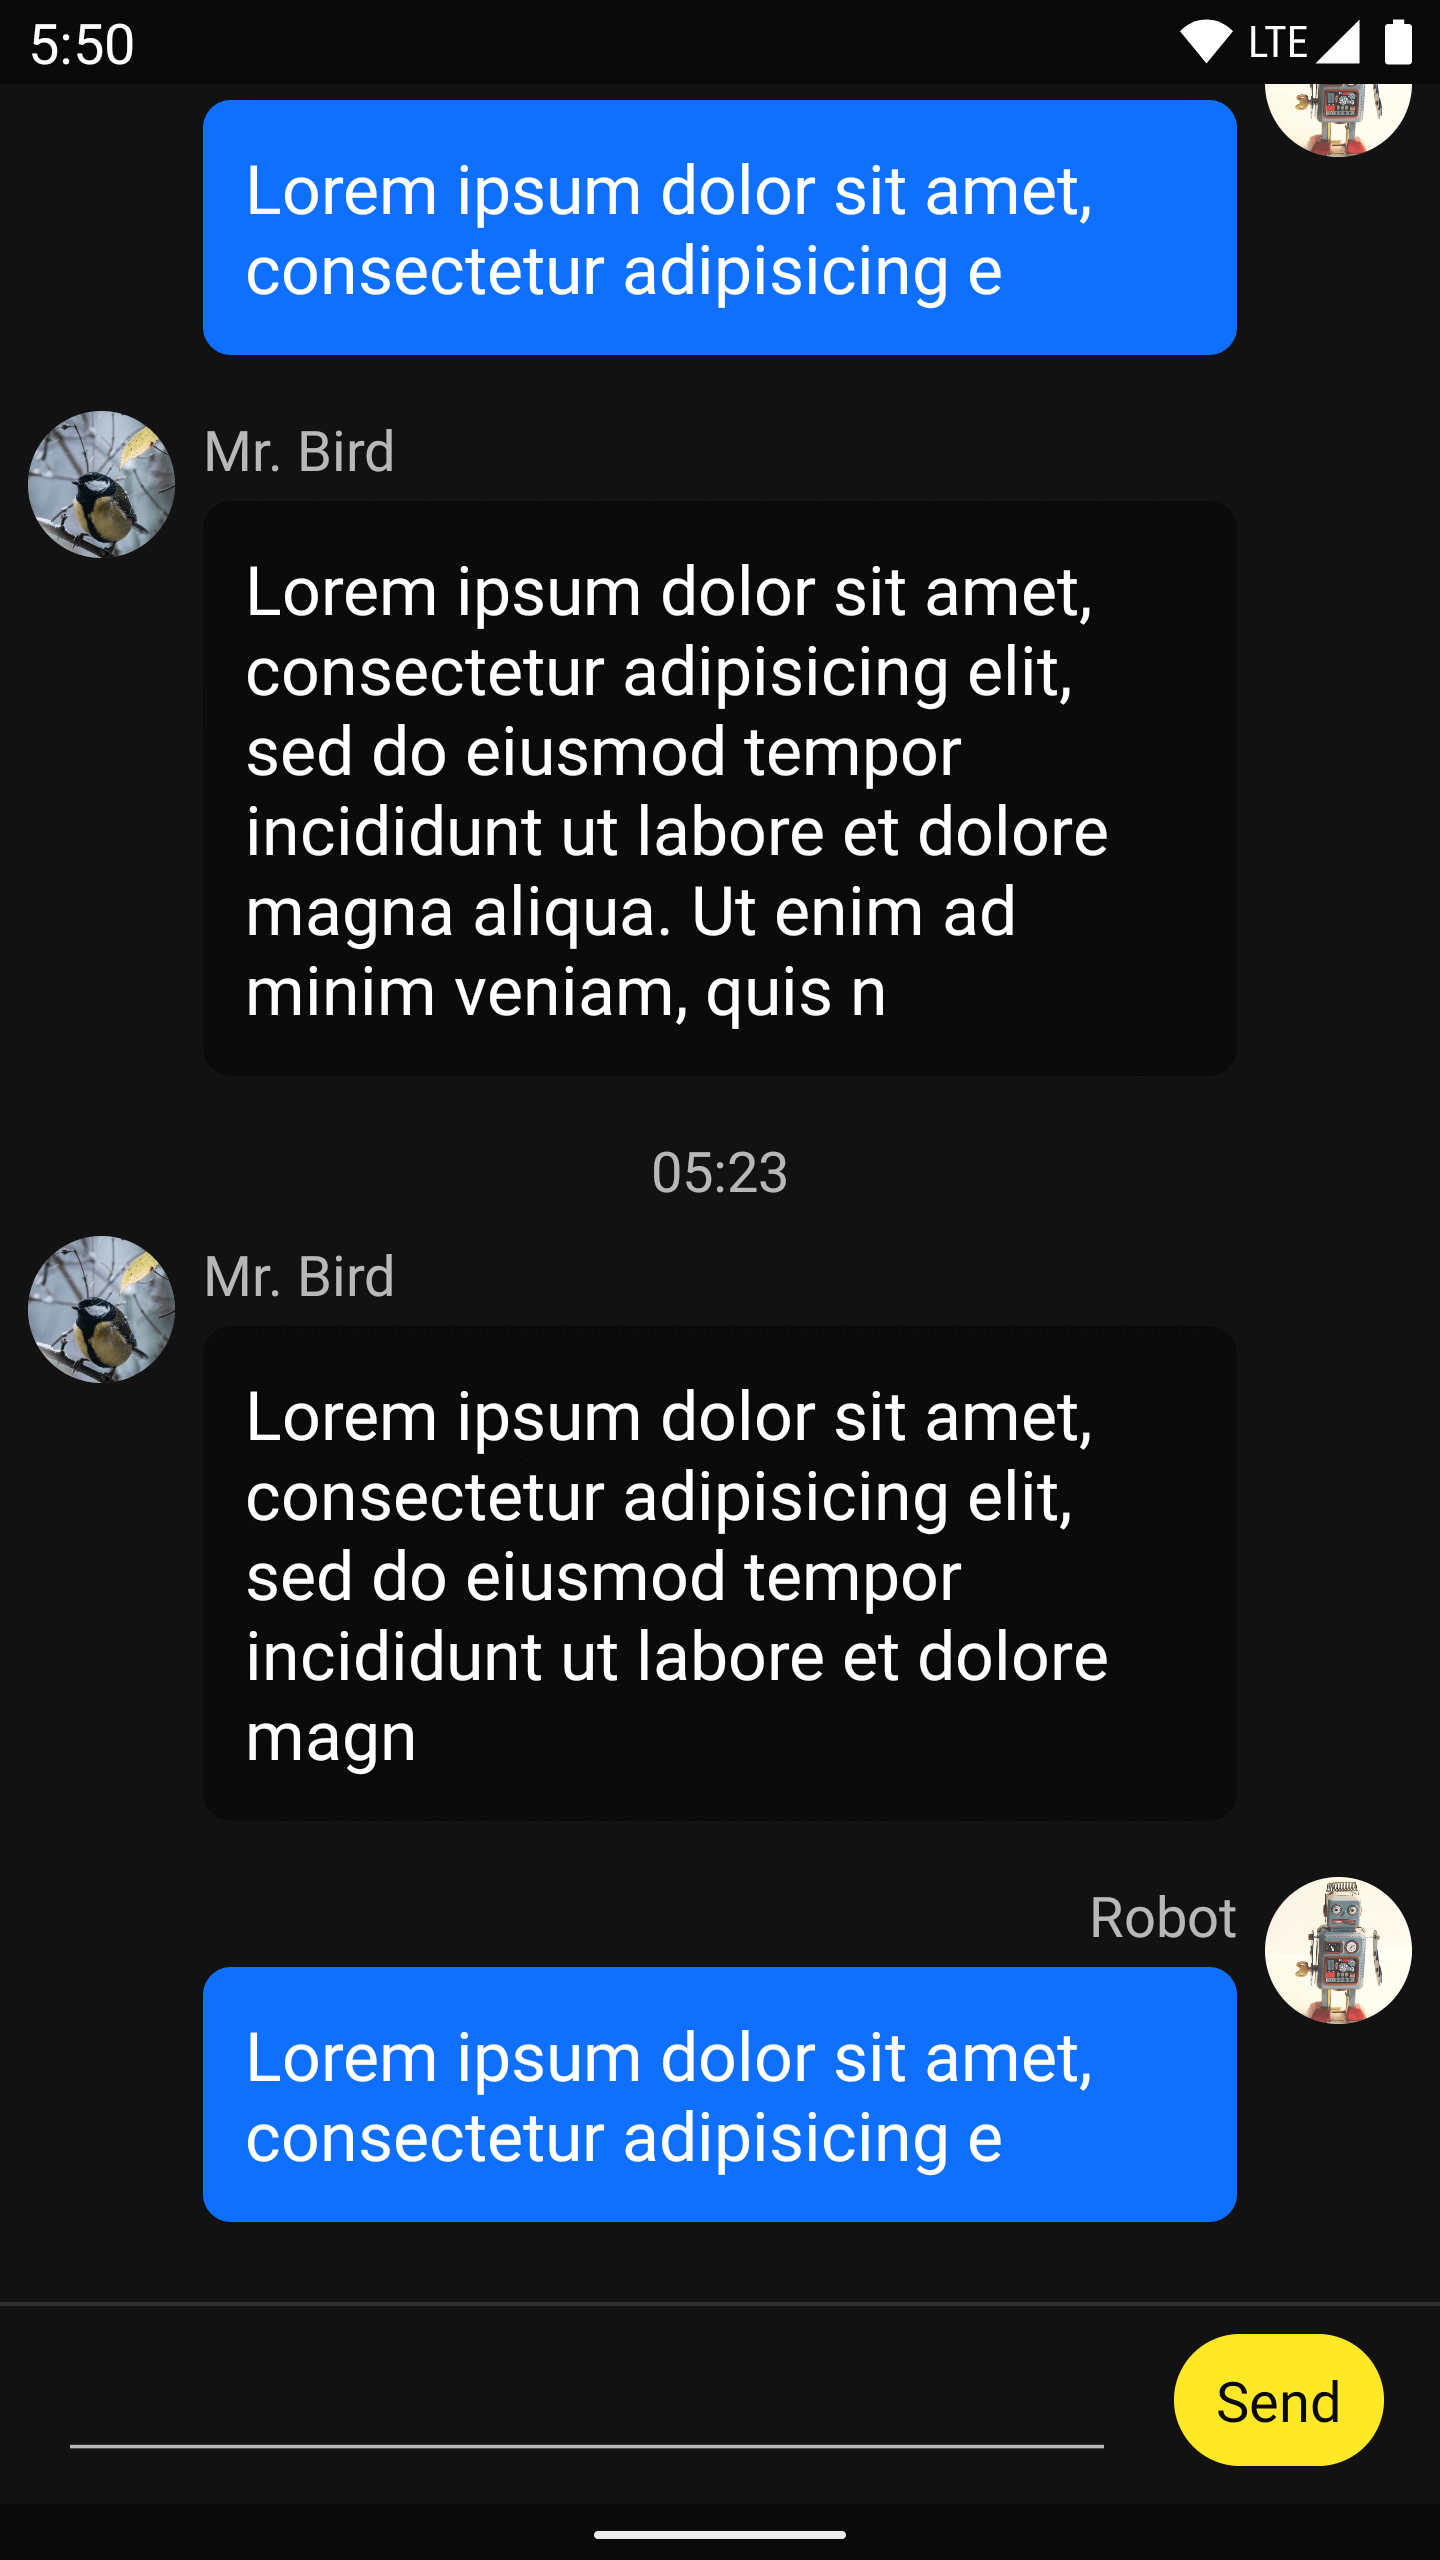 5:50
LTE
Lorem ipsum dolor sit amet,
consectetur adipisicing e
Mr. Bird
Lorem ipsum dolor sit amet,
consectetur adipisicing elit,
sed do eiusmod tempor
incididunt ut labore et dolore
magna aliqua. Ut enim ad
minim veniam, quis n
05:23
Mr. Bird
Lorem ipsum dolor sit amet,
consectetur adipisicing elit,
sed do eiusmod tempor
incididunt ut labore et dolore
magn
Robot
Lorem ipsum dolor sit amet,
consectetur adipisicing e
Send